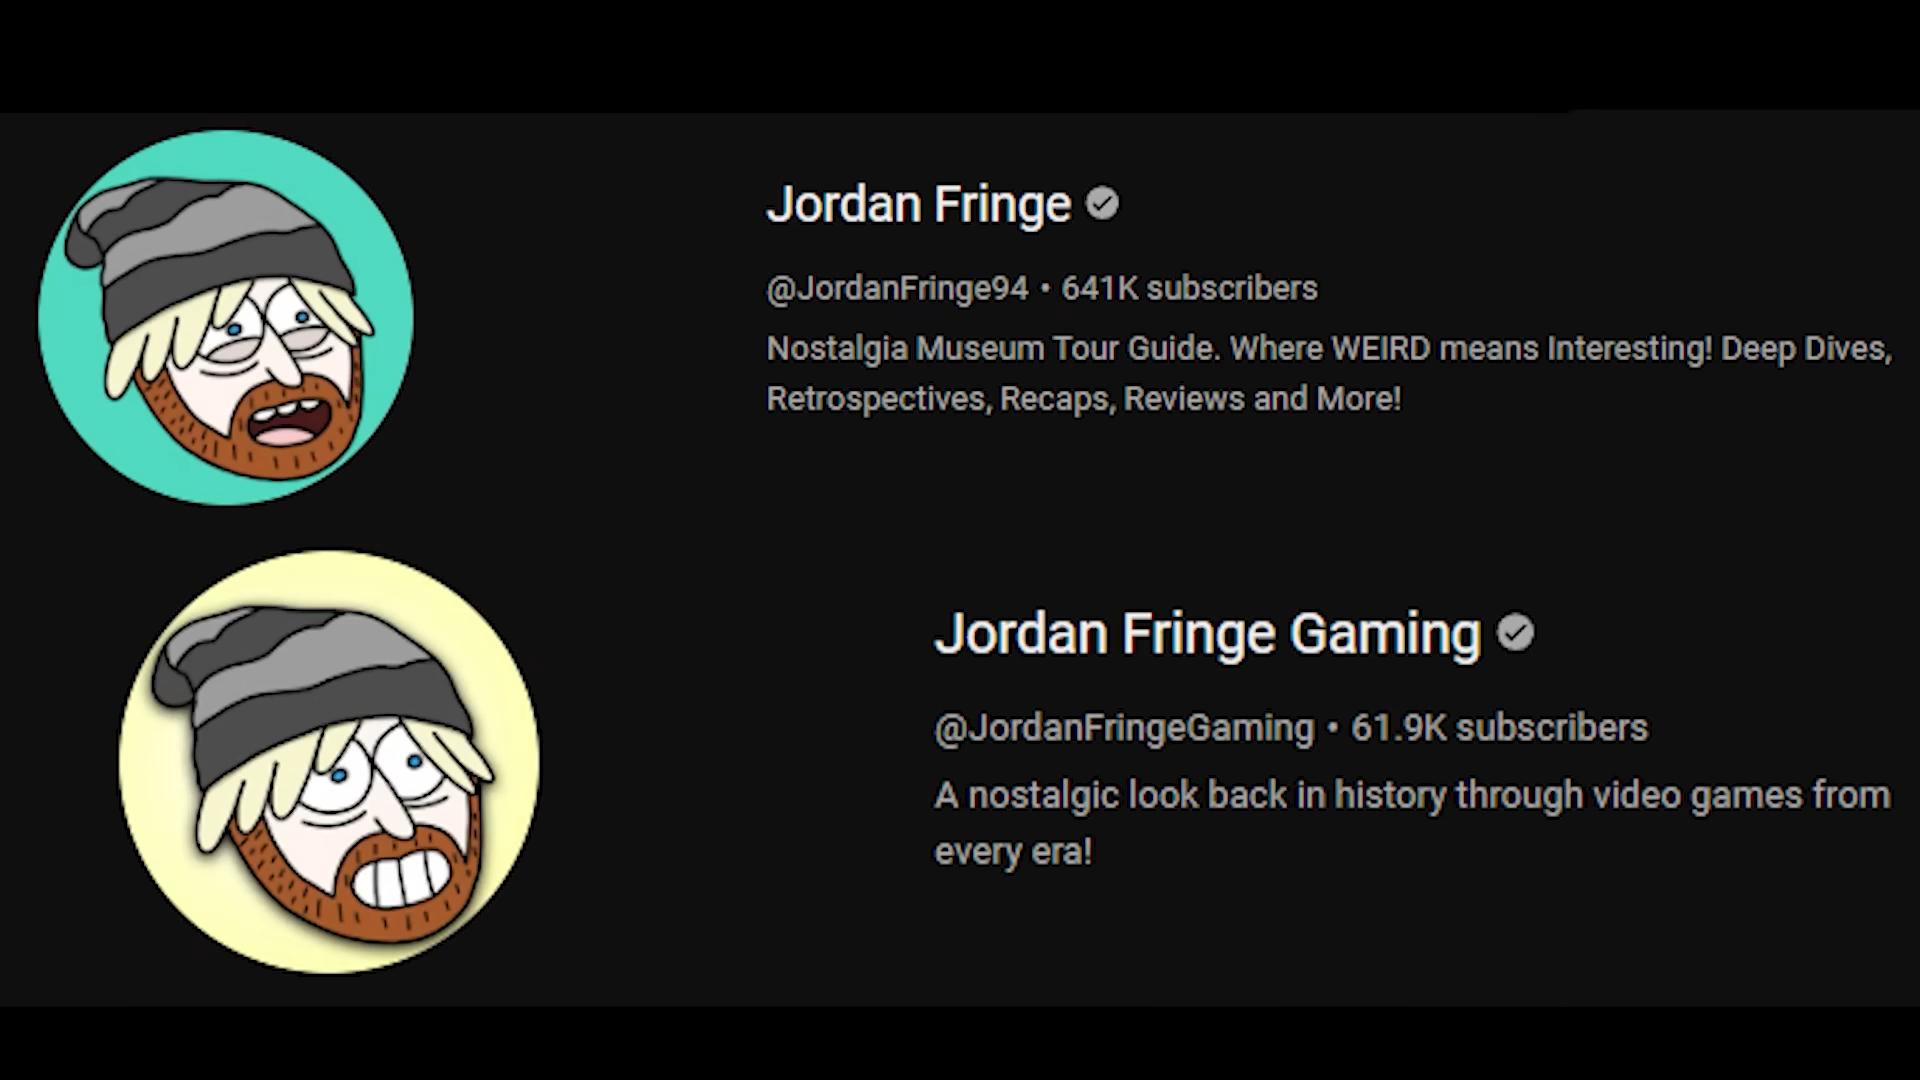 Jordan Fringe
@JordanFringe94 • 641K subscribers
Nostalgia Museum Tour Guide. Where WEIRD means Interesting! Deep Dives,
Retrospectives, Recaps, Reviews and More!
Jordan Fringe Gaming
@JordanFringeGaming • 61.9K subscribers
A nostalgic look back in history through video games from
every era!